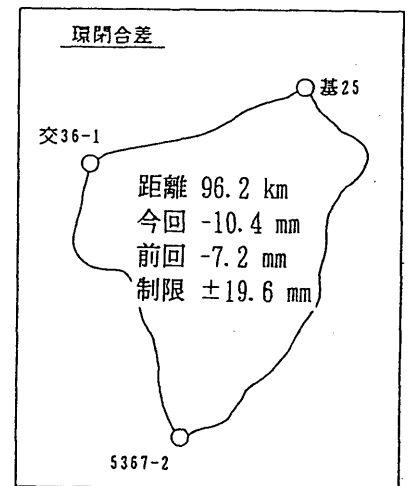 環閉合差
基25
交36-1
距離 96.2 km
今回 -10.4 mm
前回 -7.2 mm
制限 ±19.6 mm
5367-2